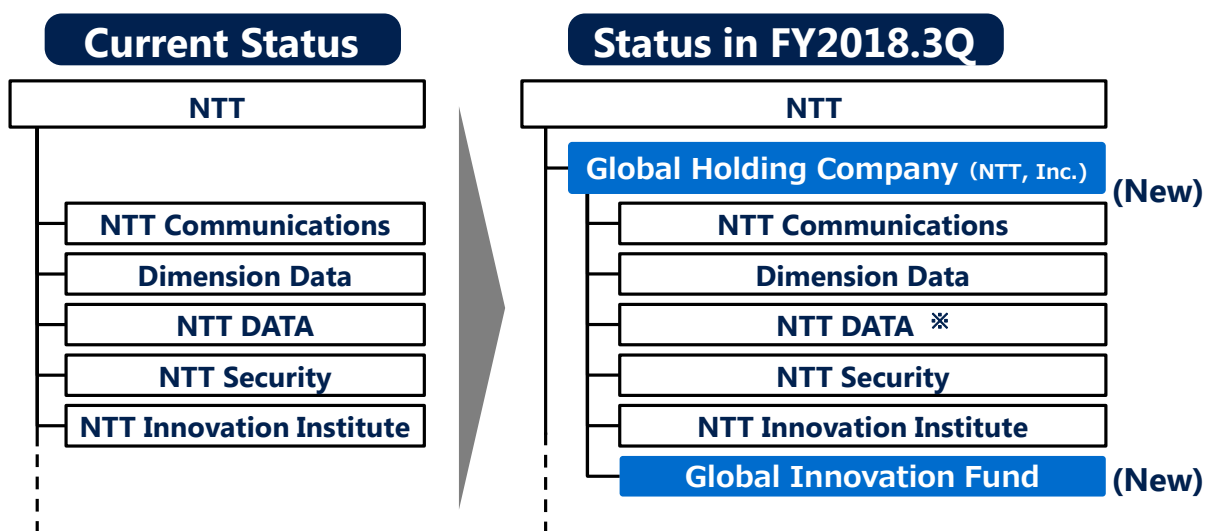 Current Status
NTT
NTT Communications
Dimension Data
NTT DATA
NTT Security
NTT Innovation Institute
Status in FY2018.3Q
NTT
Global Holding Company (NTT, Inc.)
(New)
NTT Communications
Dimension Data
NTT DATA ※
NTT Security
NTT Innovation Institute
Global Innovation Fund
(New)